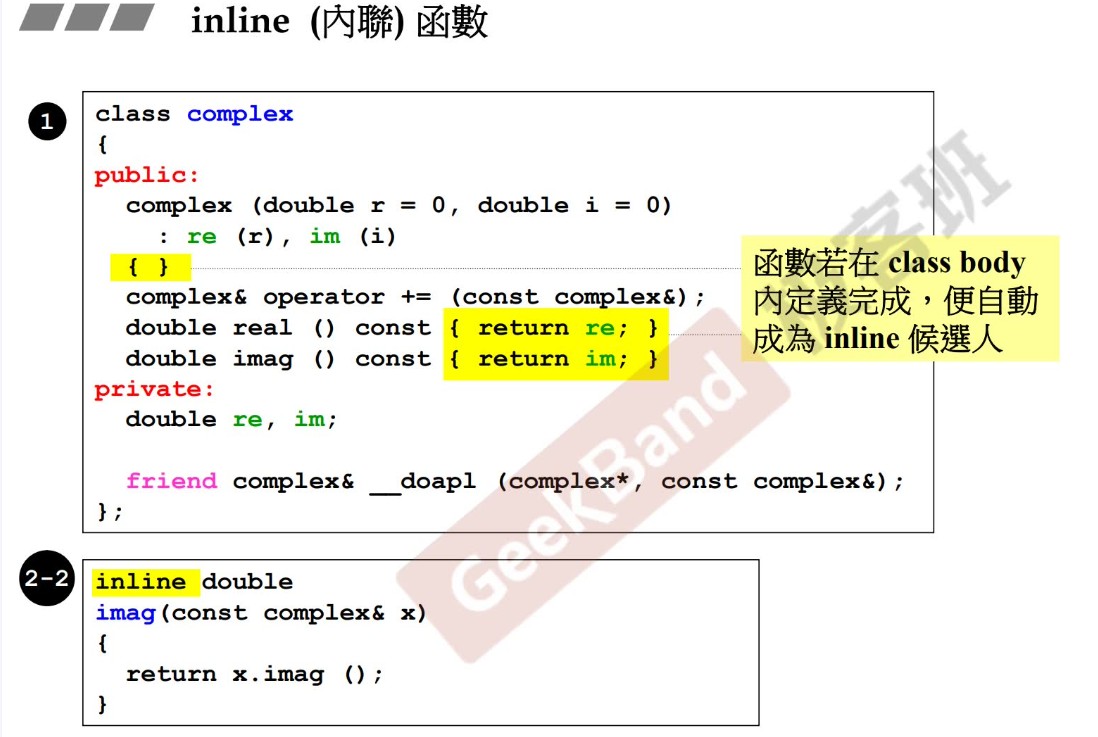 inline (內聯) 函數
1
class complex
{
public:
  complex (double r = 0, double i = 0)
    : re (r), im (i)
  { }
  complex& operator += (const complex&);
  double real () const { return re; }
  double imag () const { return im; }
private:
  double re, im;
  friend complex& __doapl (complex*, const complex&);
};
函數若在 class body
內定義完成，便自動
成為 inline 候選人
2-2
inline double
imag(const complex& x)
{
  return x.imag ();
}
GeekBand
客班